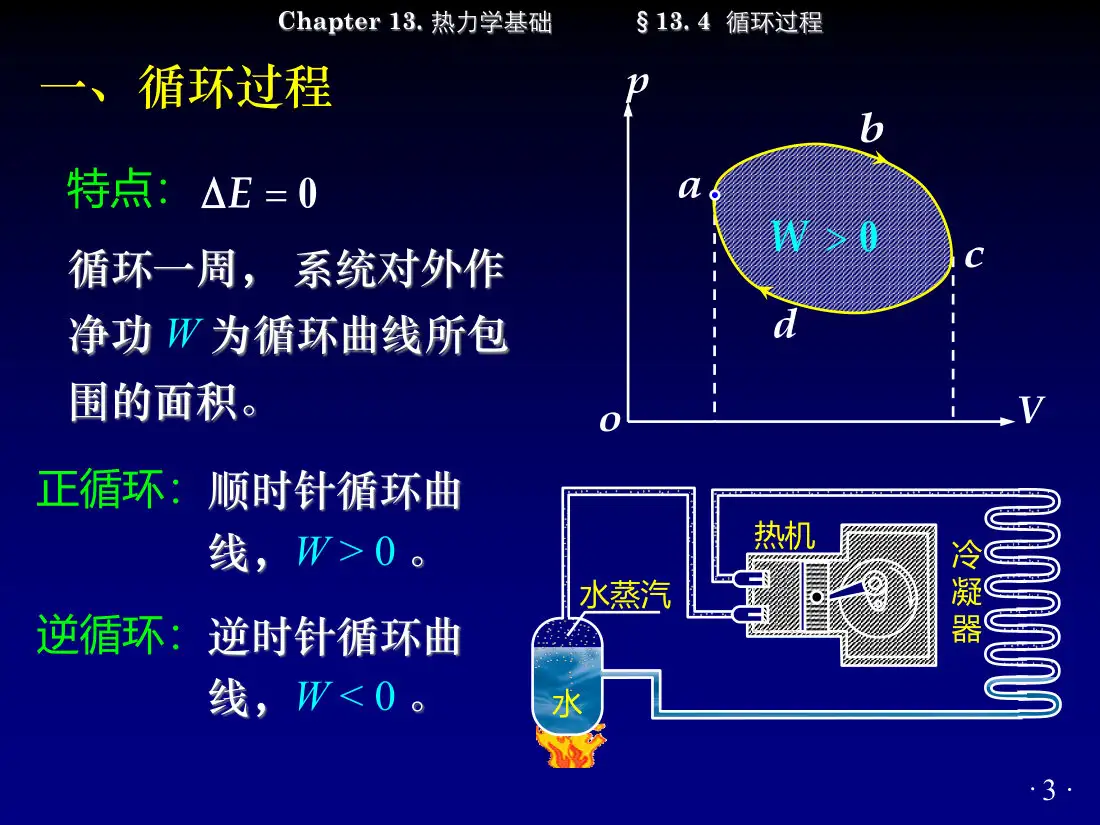 Chapter 13. 热力学基础 §13. 4 循环过程
一、循环过程
特点： ΔE = 0
循环一周， 系统对外作
净功 W 为循环曲线所包
围的面积。
正循环： 顺时针循环曲
线，W > 0 。
逆循环： 逆时针循环曲
线，W < 0 。
p
b
a
W > 0
c
d
o
V
热机
冷凝器
水蒸汽
水
·3·